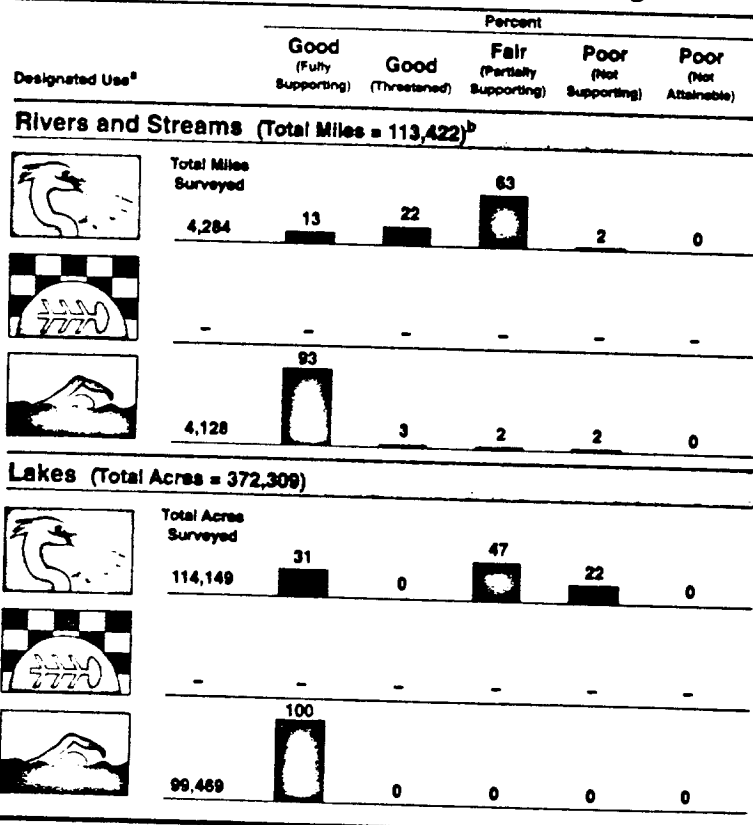 Percent
Designated Use^a
Good (Fully Supporting)
Good (Threatened)
Fair (Partially Supporting)
Poor (Not Supporting)
Poor (Not Attainable)
Rivers and Streams (Total Miles = 113,422)^b
Total Miles Surveyed
4,284 13 22 63 2 0
– – – – – –
4,128 93 3 2 2 0
Lakes (Total Acres = 372,309)
Total Acres Surveyed
114,149 31 0 47 22 0
– – – – – –
99,469 100 0 0 0 0